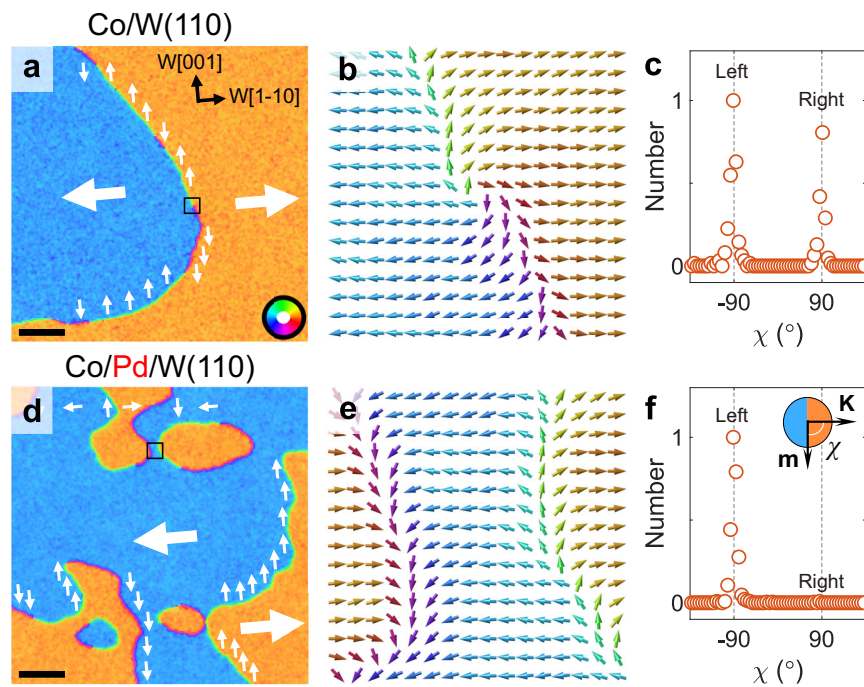 Co/W(110)
a
W[001]
W[1-10]
b
c
Left
Right
1
Number
0
-90
90
χ (°)
Co/Pd/W(110)
d
e
f
Left
K
m
χ
1
Number
Right
0
-90
90
χ (°)